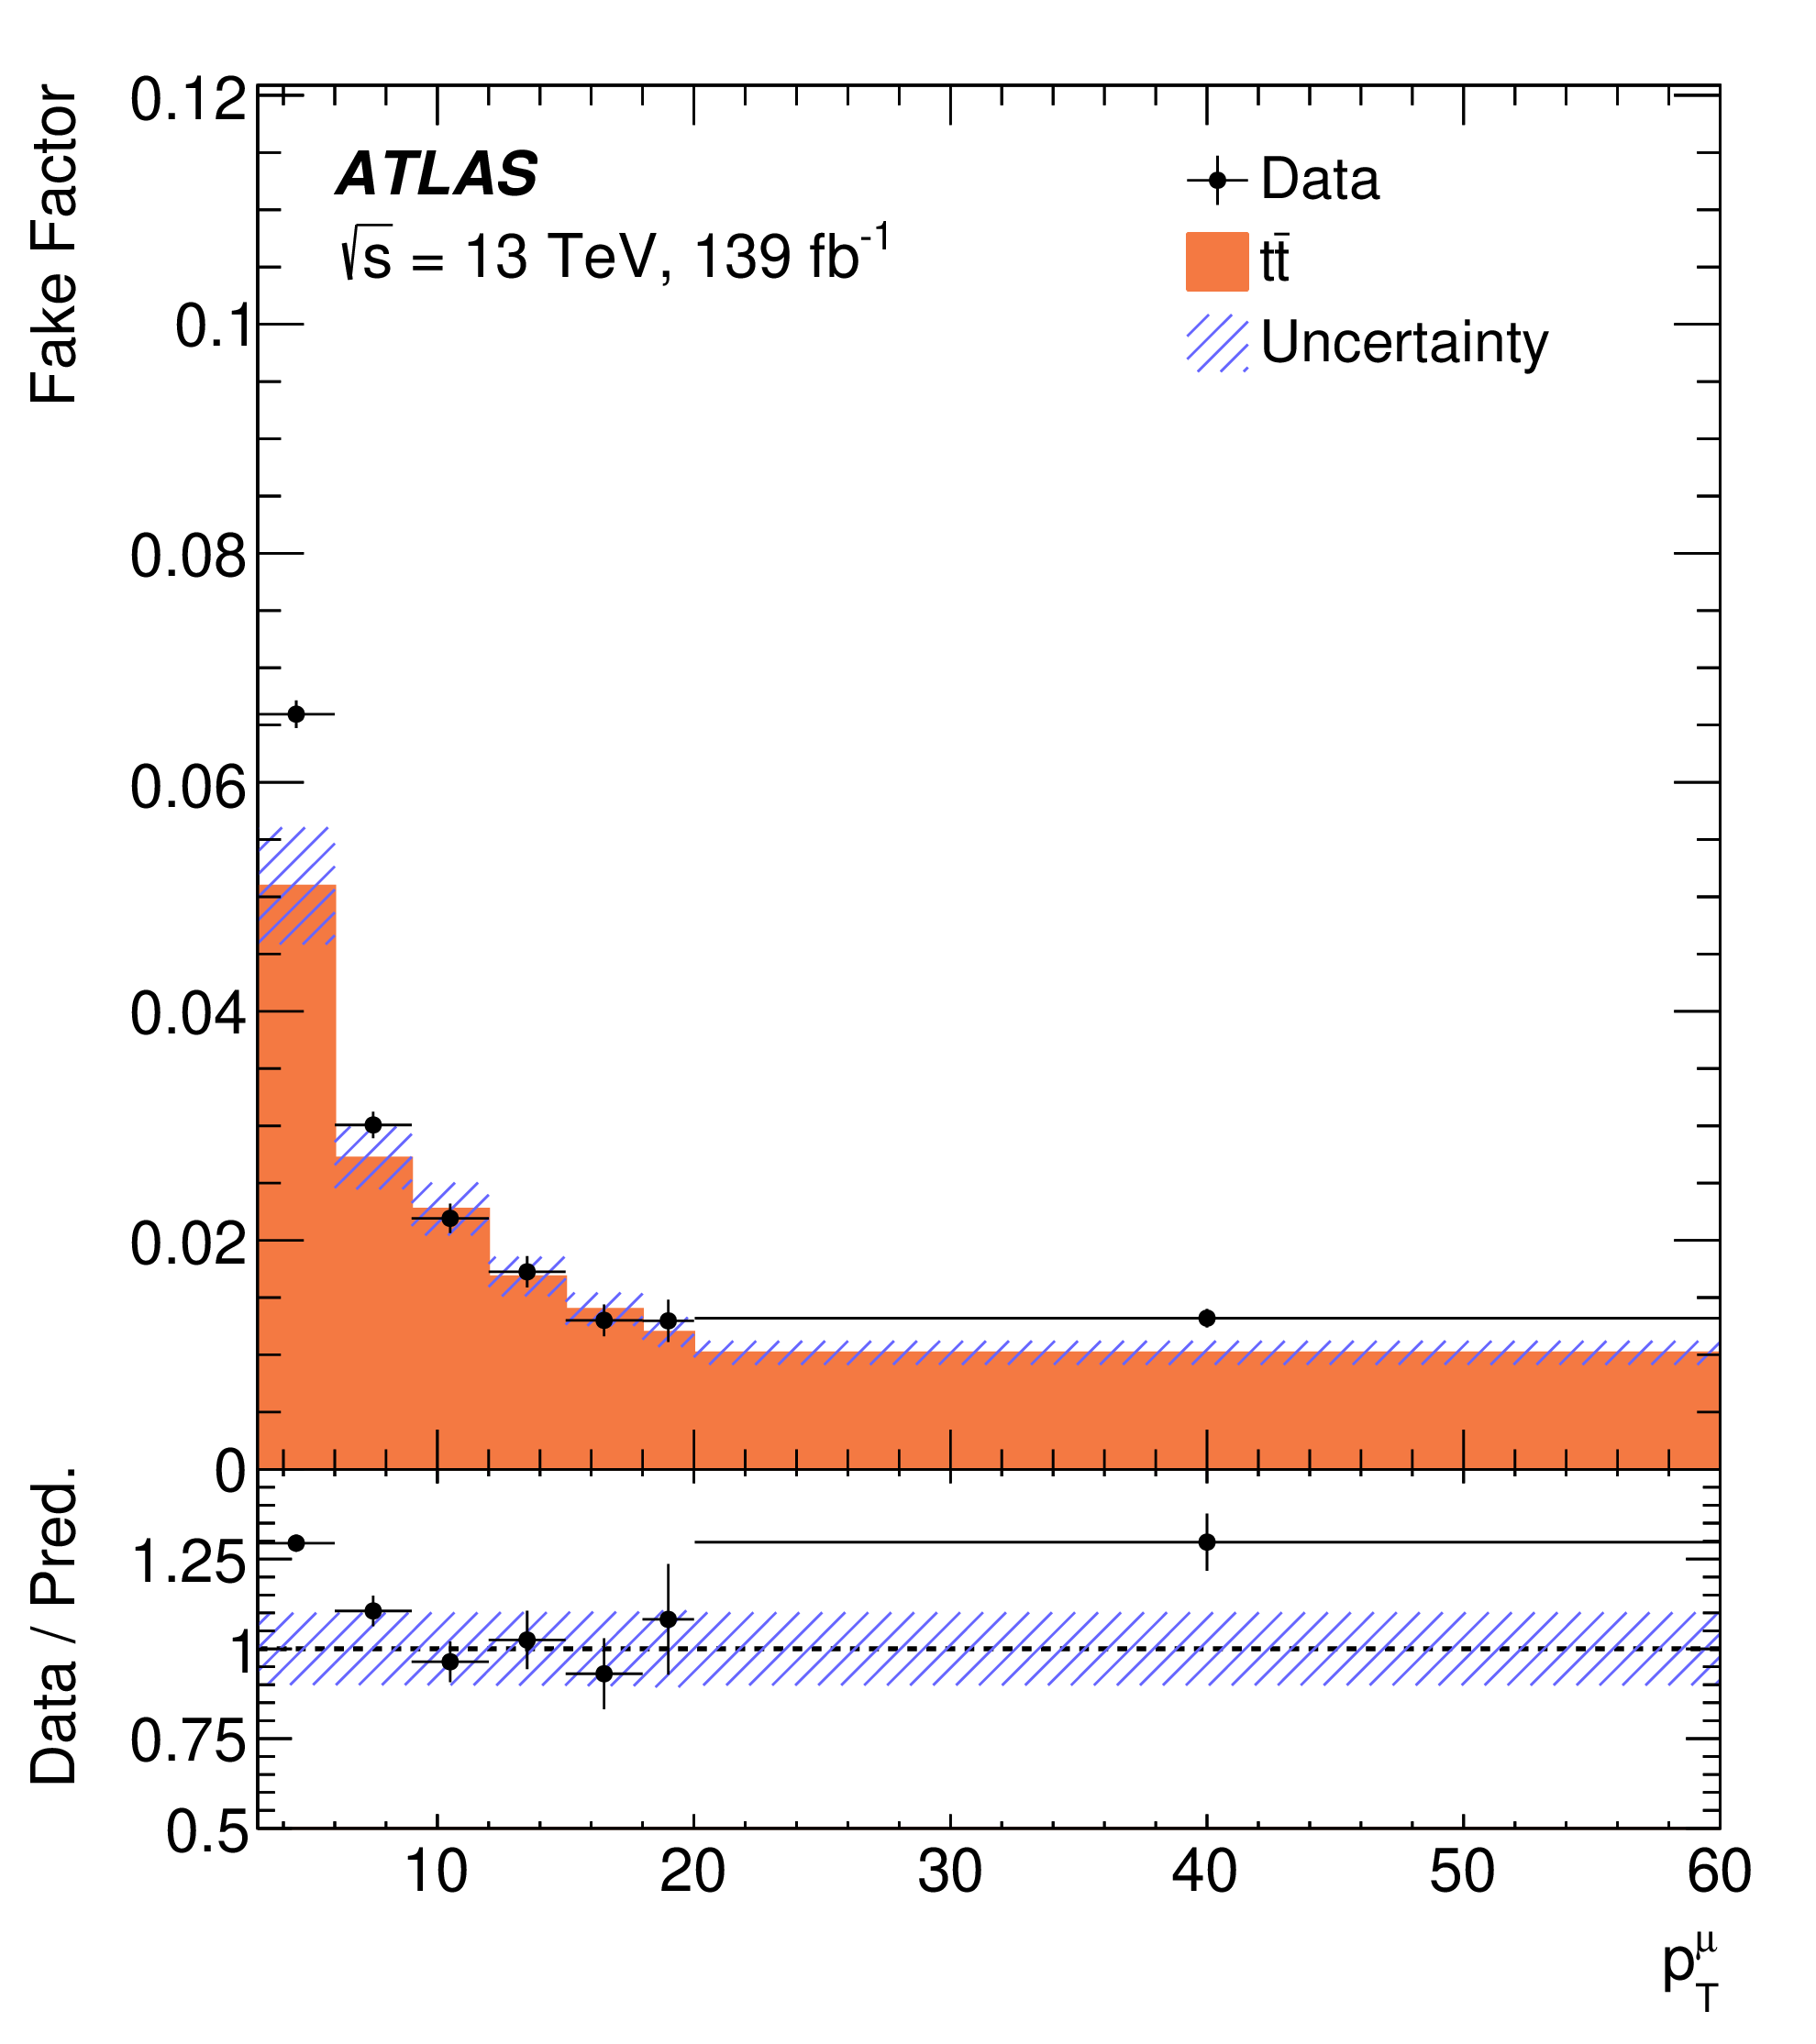 Fake Factor
0.12
0.1
0.08
0.06
0.04
0.02
0
ATLAS
√s = 13 TeV, 139 fb⁻¹
Data
tt̄
Uncertainty
Data / Pred.
1.25
1
0.75
0.5
10 20 30 40 50 60
p_T^μ